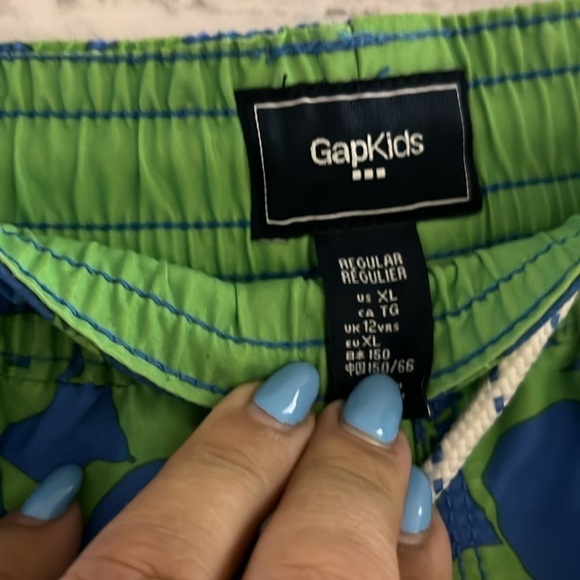 GapKids
REGULAR
RÉGULIER
US XL
CA TG
UK 12YRS
EU XL
日本 150
中国 150/66